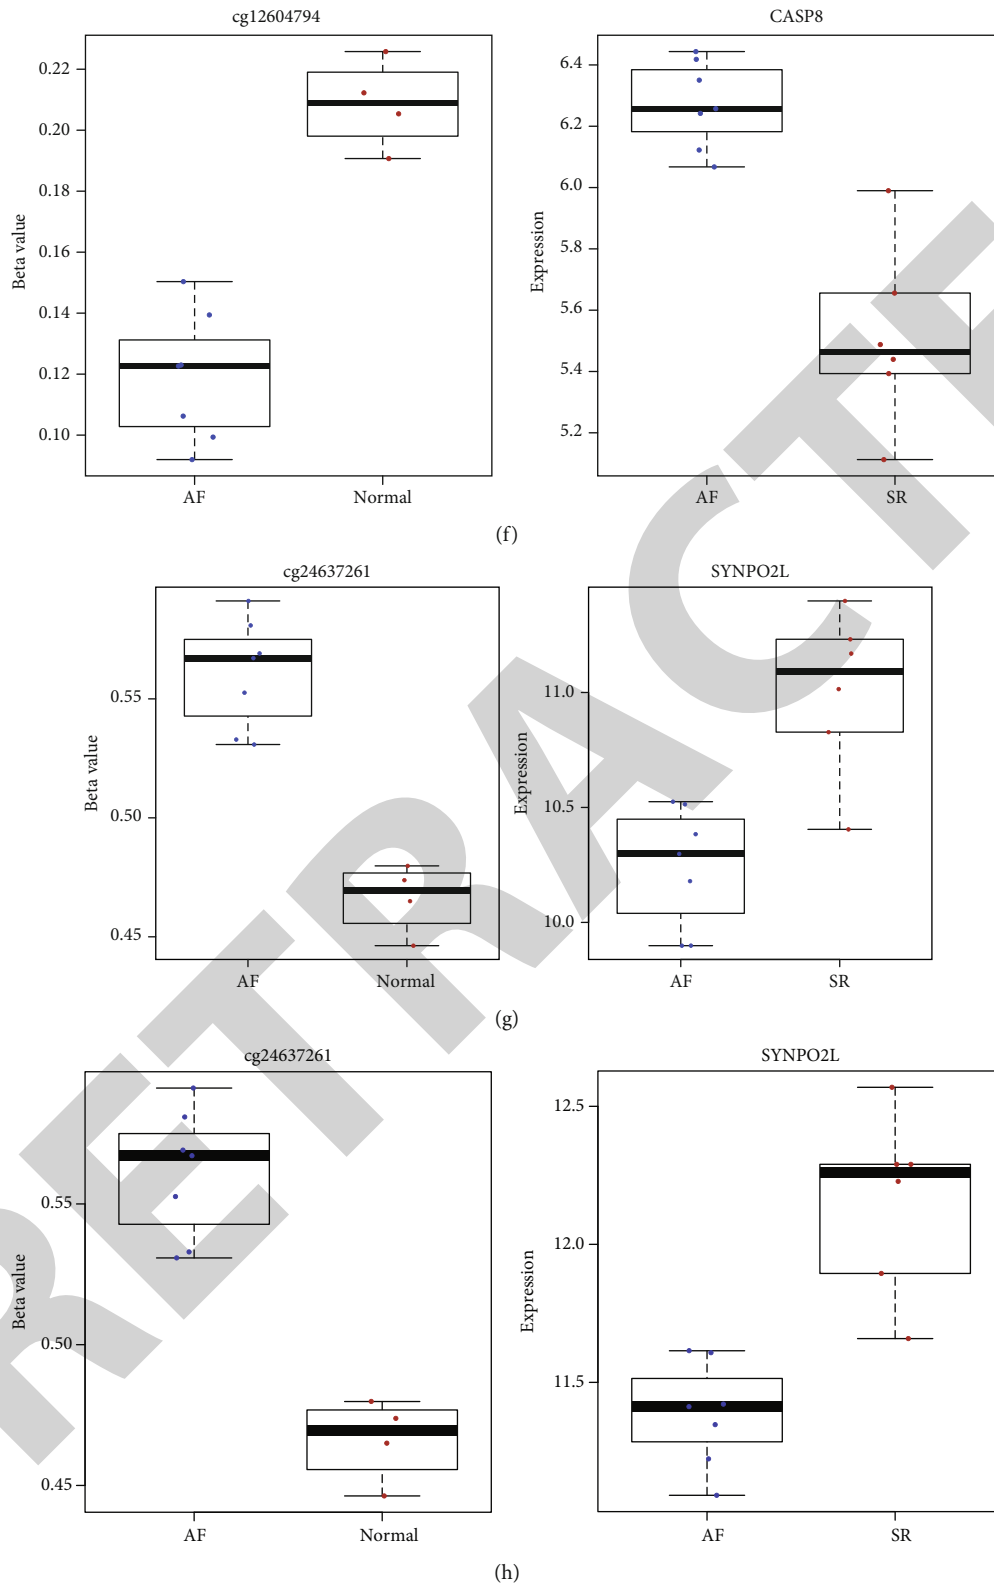 cg12604794
CASP8
0.22
0.20
0.18
0.16
0.14
0.12
0.10
Beta value
AF
Normal
6.4
6.2
6.0
5.8
5.6
5.4
5.2
Expression
AF
SR
(f)
cg24637261
SYNPO2L
0.55
0.50
0.45
Beta value
AF
Normal
11.0
10.5
10.0
Expression
AF
SR
(g)
cg24637261
SYNPO2L
0.55
0.50
0.45
Beta value
AF
Normal
12.5
12.0
11.5
Expression
AF
SR
(h)
RETRACTE